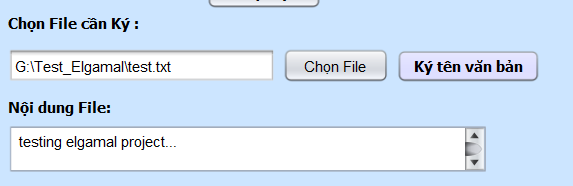 Chọn File cần Ký :
G:\Test_Elgamal\test.txt Chọn File Ký tên văn bản
Nội dung File:
testing elgamal project...